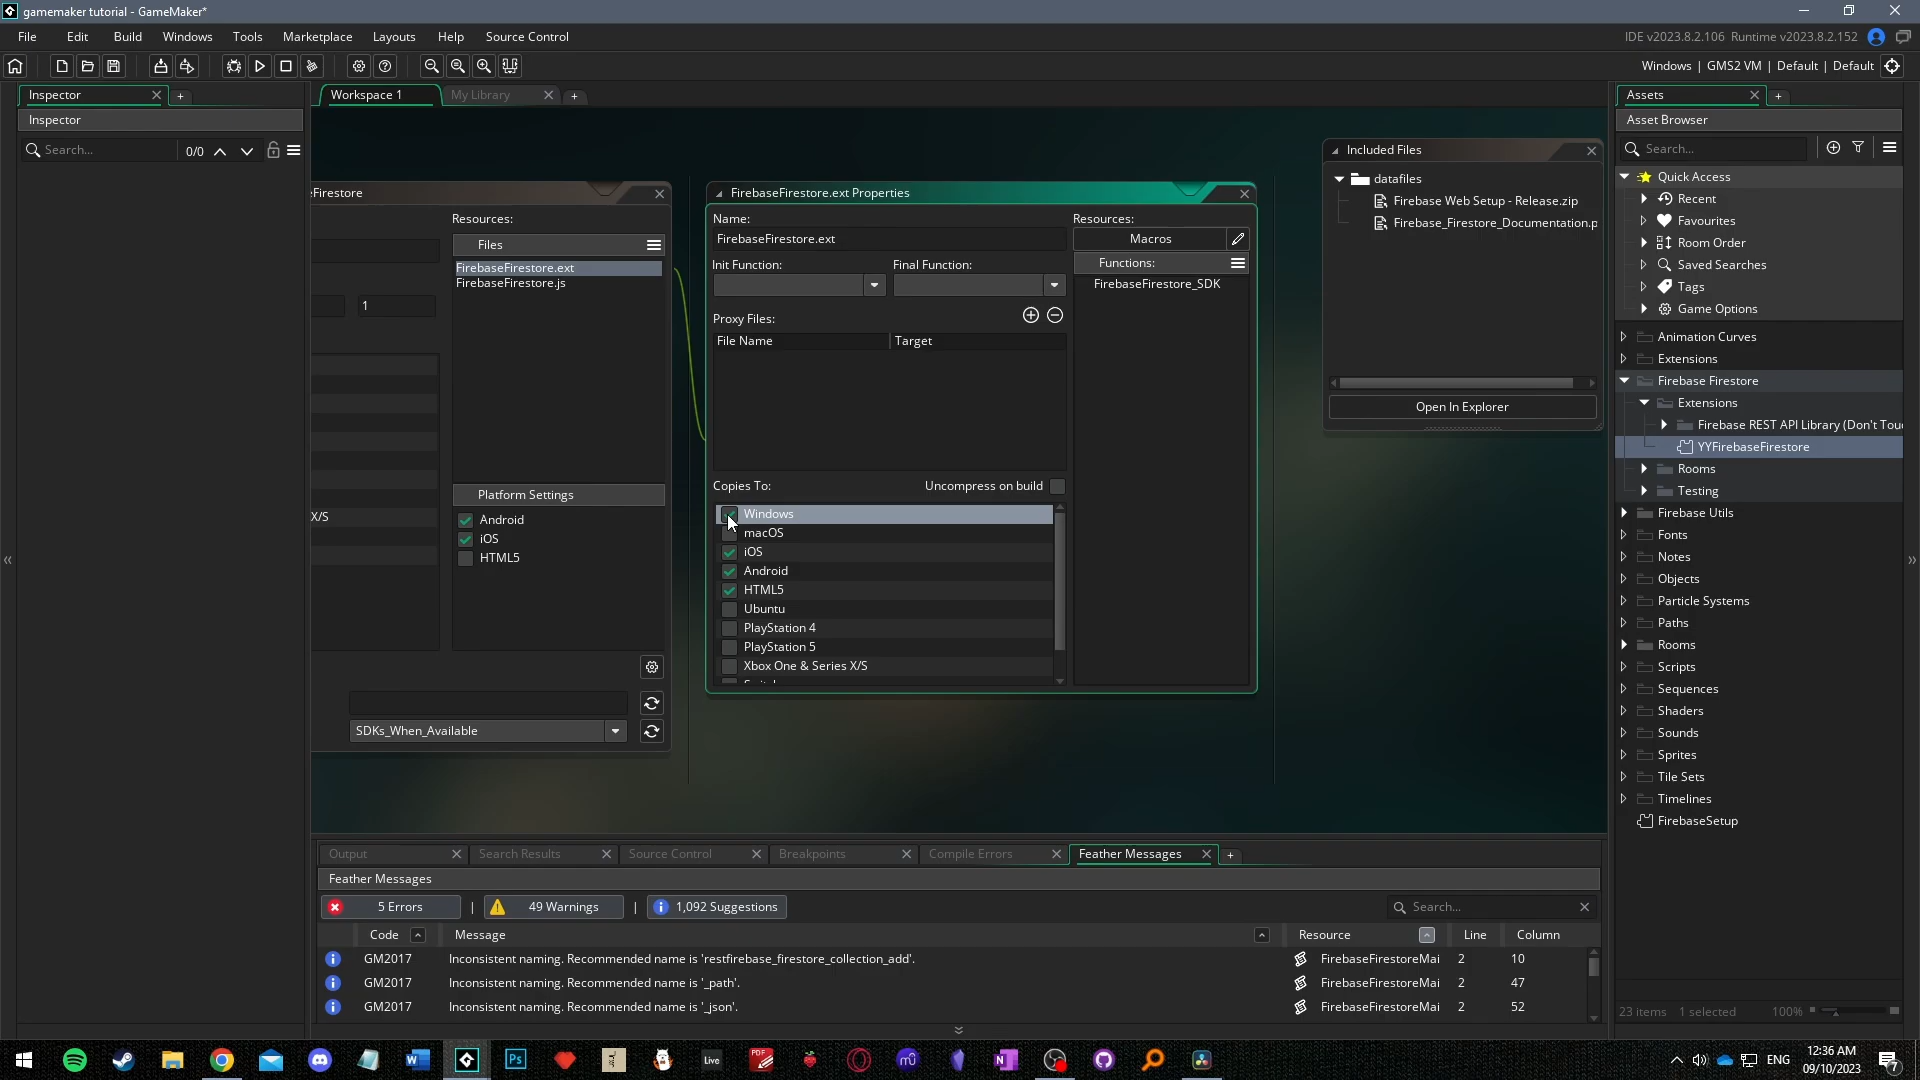 gamemaker tutorial - GameMaker*
File Edit Build Windows Tools Marketplace Layouts Help Source Control
IDE v2023.8.2.106 Runtime v2023.8.2.152
Windows | GMS2 VM | Default | Default
Inspector
Inspector
Search... 0/0
Workspace 1 My Library
eFirestore
Resources:
Files
FirebaseFirestore.ext
FirebaseFirestore.js
1
X/S
Platform Settings
Android
iOS
HTML5
SDKs_When_Available
FirebaseFirestore.ext Properties
Name:
FirebaseFirestore.ext
Init Function: Final Function:
Proxy Files:
File Name Target
Copies To: Uncompress on build
Windows
macOS
iOS
Android
HTML5
Ubuntu
PlayStation 4
PlayStation 5
Xbox One & Series X/S
Resources:
Macros
Functions:
FirebaseFirestore_SDK
Included Files
datafiles
Firebase Web Setup - Release.zip
Firebase_Firestore_Documentation.p
Open In Explorer
Assets
Asset Browser
Search...
Quick Access
Recent
Favourites
Room Order
Saved Searches
Tags
Game Options
Animation Curves
Extensions
Firebase Firestore
Extensions
Firebase REST API Library (Don't Touc
YYFirebaseFirestore
Rooms
Testing
Firebase Utils
Fonts
Notes
Objects
Particle Systems
Paths
Rooms
Scripts
Sequences
Shaders
Sounds
Sprites
Tile Sets
Timelines
FirebaseSetup
23 items 1 selected 100%
Output Search Results Source Control Breakpoints Compile Errors Feather Messages
Feather Messages
5 Errors | 49 Warnings | 1,092 Suggestions Search...
Code Message Resource Line Column
GM2017 Inconsistent naming. Recommended name is 'restfirebase_firestore_collection_add'. FirebaseFirestoreMai 2 10
GM2017 Inconsistent naming. Recommended name is '_path'. FirebaseFirestoreMai 2 47
GM2017 Inconsistent naming. Recommended name is '_json'. FirebaseFirestoreMai 2 52
ENG
12:36 AM
09/10/2023